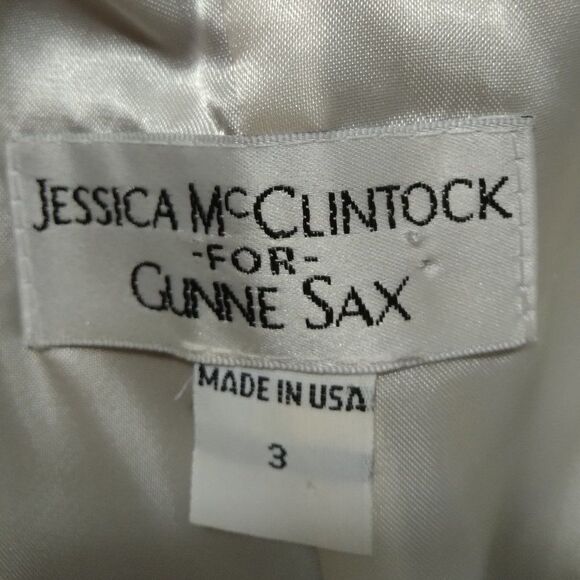 JESSICA McCLINTOCK
-FOR-
GUNNE SAX
MADE IN USA
3